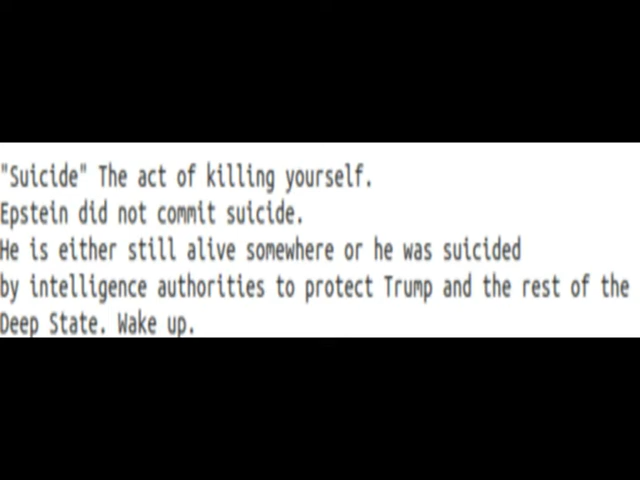 "Suicide" The act of killing yourself.
Epstein did not commit suicide.
He is either still alive somewhere or he was suicided
by intelligence authorities to protect Trump and the rest of the
Deep State. Wake up.